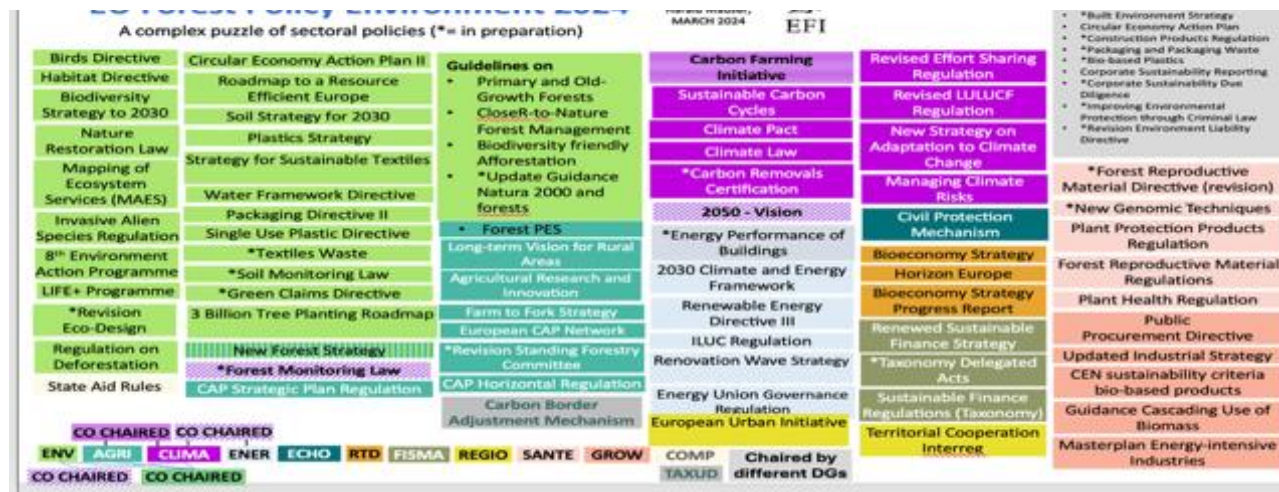 EU Forest Policy Environment 2024
A complex puzzle of sectoral policies (*= in preparation)
MARCH 2024
EFI
Birds Directive
Habitat Directive
Biodiversity
Strategy to 2030
Nature
Restoration Law
Mapping of
Ecosystem
Services (MAES)
Invasive Alien
Species Regulation
8th Environment
Action Programme
LIFE+ Programme
*Revision
Eco-Design
Regulation on
Deforestation
State Aid Rules
Circular Economy Action Plan II
Roadmap to a Resource
Efficient Europe
Soil Strategy for 2030
Plastics Strategy
Strategy for Sustainable Textiles
Water Framework Directive
Packaging Directive II
Single Use Plastic Directive
*Textiles Waste
*Soil Monitoring Law
*Green Claims Directive
3 Billion Tree Planting Roadmap
New Forest Strategy
*Forest Monitoring Law
CAP Strategic Plan Regulation
Guidelines on
• Primary and Old-
Growth Forests
• CloseR-to-Nature
Forest Management
• Biodiversity friendly
Afforestation
• *Update Guidance
Natura 2000 and
forests
• Forest PES
Long-term Vision for Rural
Areas
Agricultural Research and
Innovation
Farm to Fork Strategy
European CAP Network
*Revision Standing Forestry
Committee
CAP Horizontal Regulation
Carbon Border
Adjustment Mechanism
Carbon Farming
Initiative
Sustainable Carbon
Cycles
Climate Pact
Climate Law
*Carbon Removals
Certification
2050 - Vision
*Energy Performance of
Buildings
2030 Climate and Energy
Framework
Renewable Energy
Directive III
ILUC Regulation
Renovation Wave Strategy
Energy Union Governance
Regulation
European Urban Initiative
Revised Effort Sharing
Regulation
Revised LULUCF
Regulation
New Strategy on
Adaptation to Climate
Change
Managing Climate
Risks
Civil Protection
Mechanism
Bioeconomy Strategy
Horizon Europe
Bioeconomy Strategy
Progress Report
Renewed Sustainable
Finance Strategy
*Taxonomy Delegated
Acts
Sustainable Finance
Regulations (Taxonomy)
Territorial Cooperation
Interreg
• *Built Environment Strategy
• Circular Economy Action Plan
• *Construction Products Regulation
• *Packaging and Packaging Waste
• *Bio-based Plastics
• Corporate Sustainability Reporting
• *Corporate Sustainability Due
Diligence
• *Improving Environmental
Protection through Criminal Law
• *Revision Environment Liability
Directive
*Forest Reproductive
Material Directive (revision)
*New Genomic Techniques
Plant Protection Products
Regulation
Forest Reproductive Material
Regulations
Plant Health Regulation
Public
Procurement Directive
Updated Industrial Strategy
CEN sustainability criteria
bio-based products
Guidance Cascading Use of
Biomass
Masterplan Energy-intensive
Industries
CO CHAIRED CO CHAIRED
ENV AGRI CLIMA ENER ECHO RTD FISMA REGIO SANTE GROW COMP
TAXUD
Chaired by
different DGs
CO CHAIRED CO CHAIRED